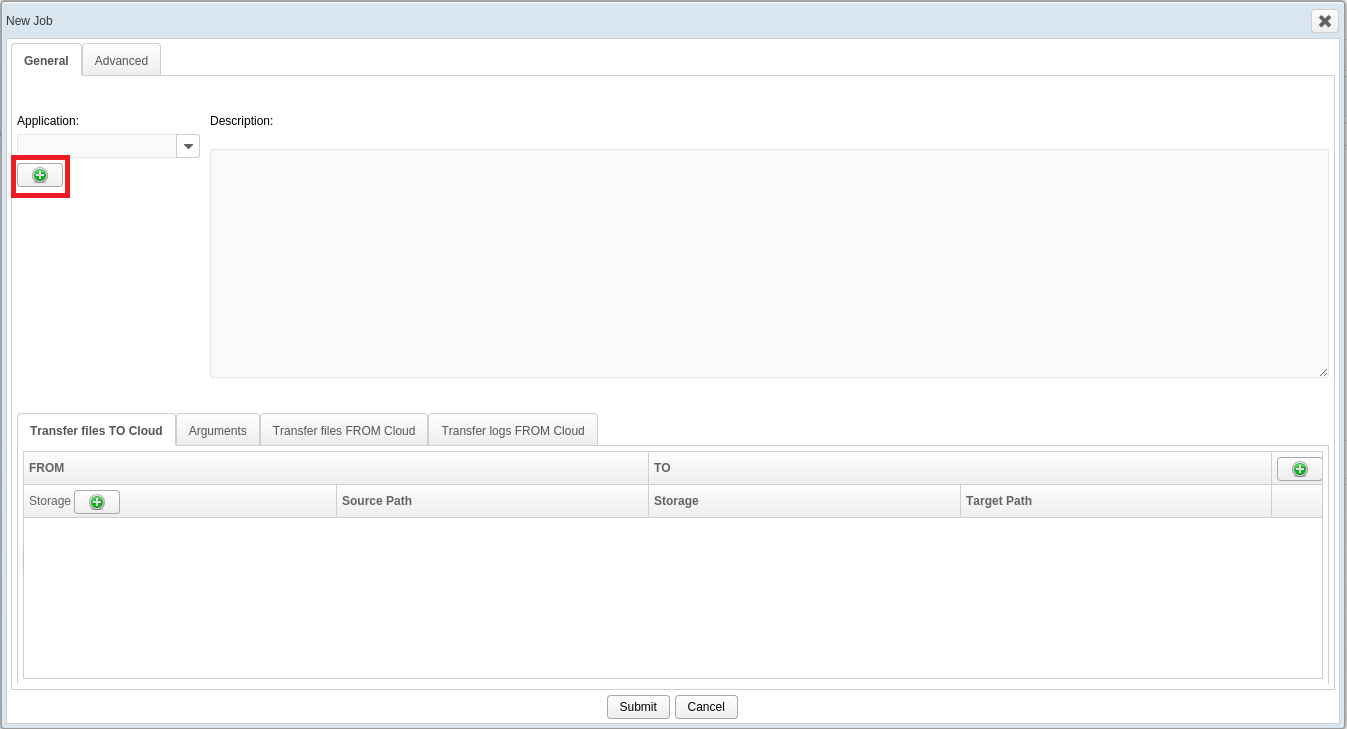 New Job
General Advanced
Application: Description:
Transfer files TO Cloud Arguments Transfer files FROM Cloud Transfer logs FROM Cloud
FROM TO
Storage Source Path Storage Target Path
Submit Cancel